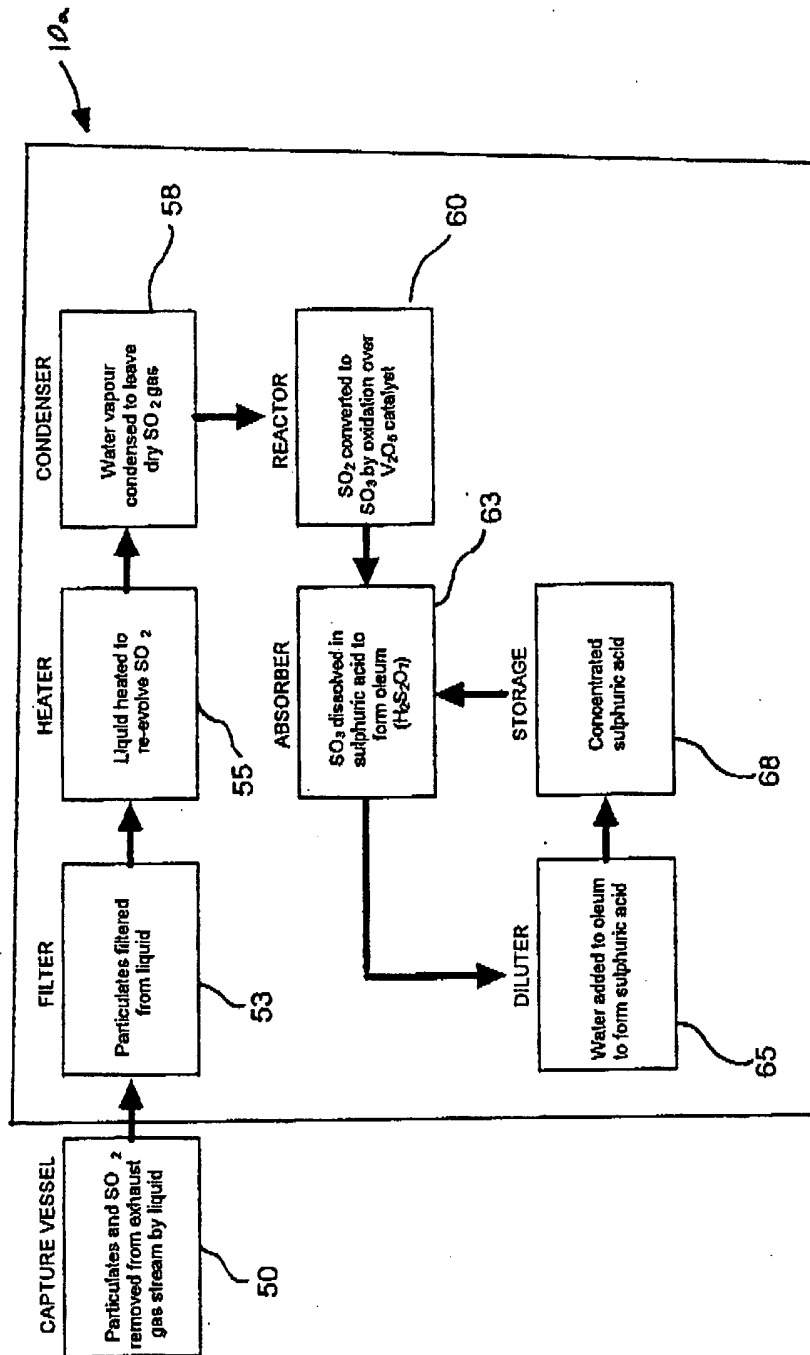 10a
CAPTURE VESSEL
Particulates and SO2
removed from exhaust
gas stream by liquid
50
FILTER
Particulates filtered
from liquid
53
HEATER
Liquid heated to
re-evolve SO2
55
CONDENSER
Water vapour
condensed to leave
dry SO2 gas
58
REACTOR
SO2 converted to
SO3 by oxidation over
V2O5 catalyst
60
ABSORBER
SO3 dissolved in
sulphuric acid to
form oleum
(H2S2O7)
63
DILUTER
Water added to oleum
to form sulphuric acid
65
STORAGE
Concentrated
sulphuric acid
68